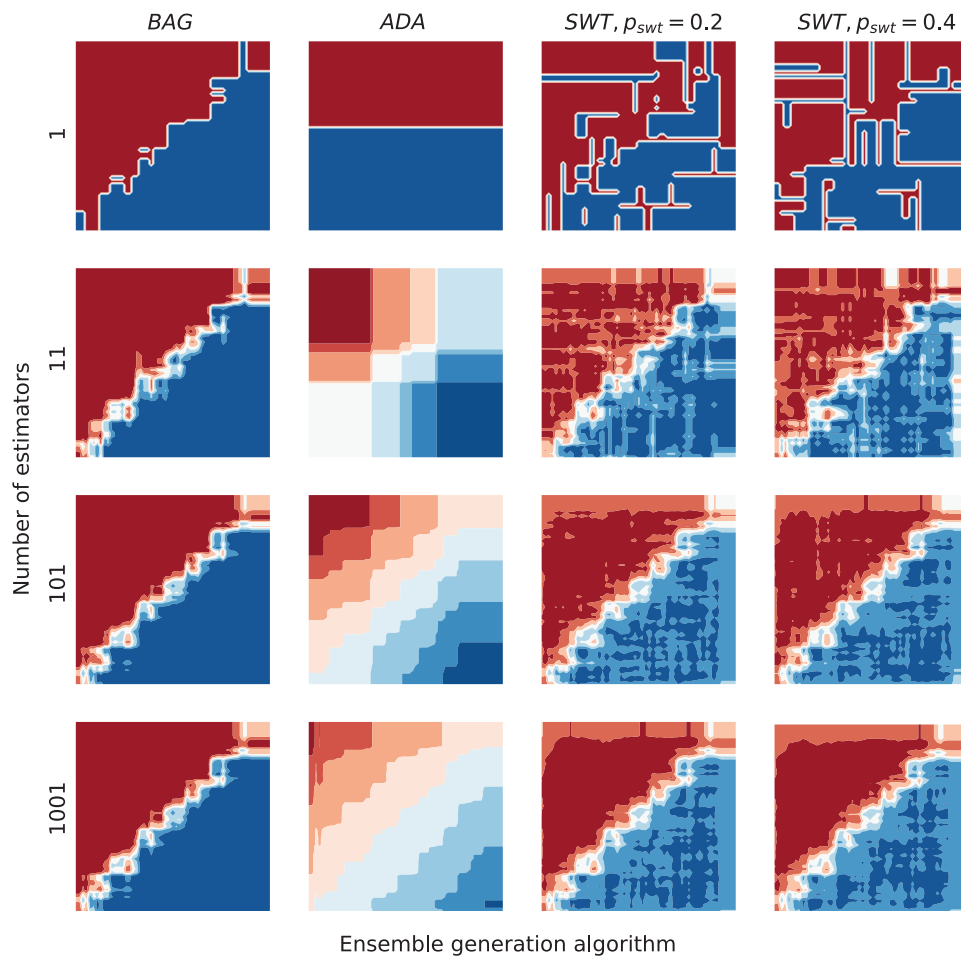 BAG
ADA
SWT, p_swt = 0.2
SWT, p_swt = 0.4
Number of estimators
1
11
101
1001
Ensemble generation algorithm